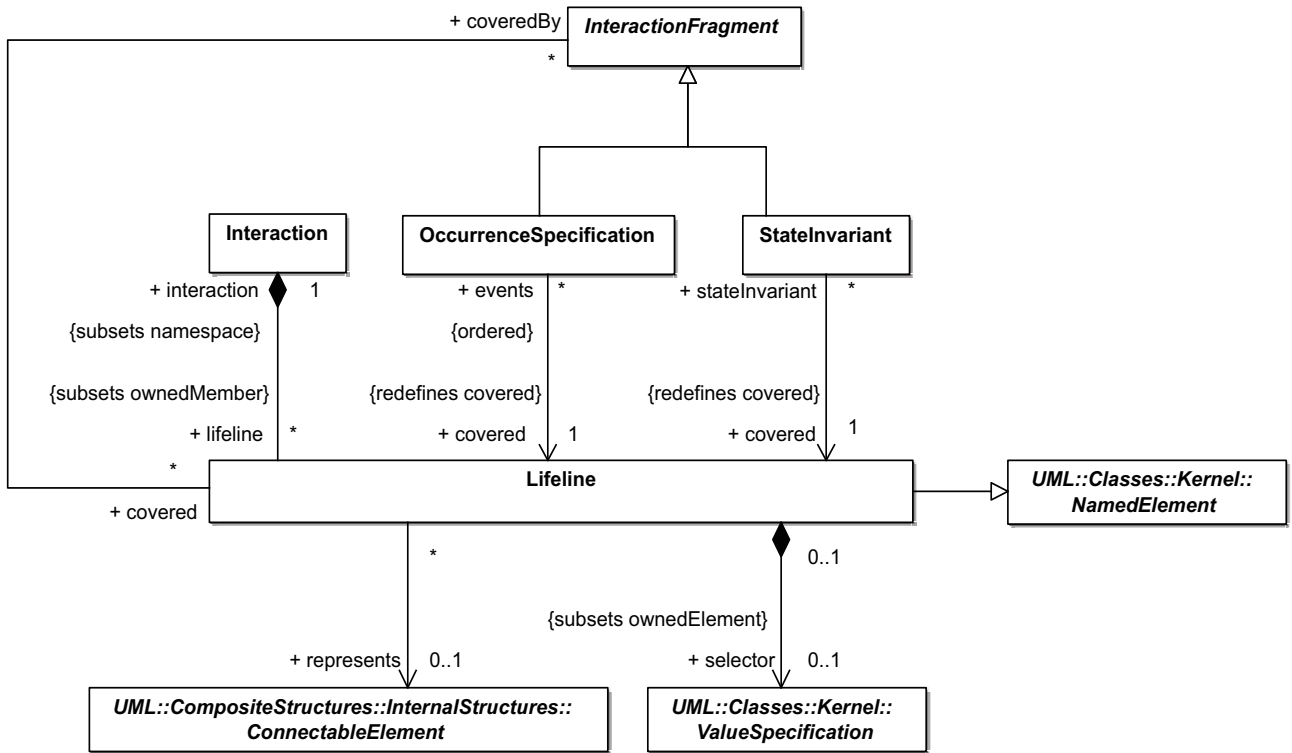 + coveredBy
InteractionFragment
*
Interaction
OccurrenceSpecification
StateInvariant
+ interaction 1
+ events *
+ stateInvariant *
{subsets namespace}
{ordered}
{subsets ownedMember}
{redefines covered}
{redefines covered}
+ lifeline *
+ covered 1
+ covered 1
*
Lifeline
+ covered
UML::Classes::Kernel::
NamedElement
*
0..1
{subsets ownedElement}
+ represents 0..1
+ selector 0..1
UML::CompositeStructures::InternalStructures::
ConnectableElement
UML::Classes::Kernel::
ValueSpecification